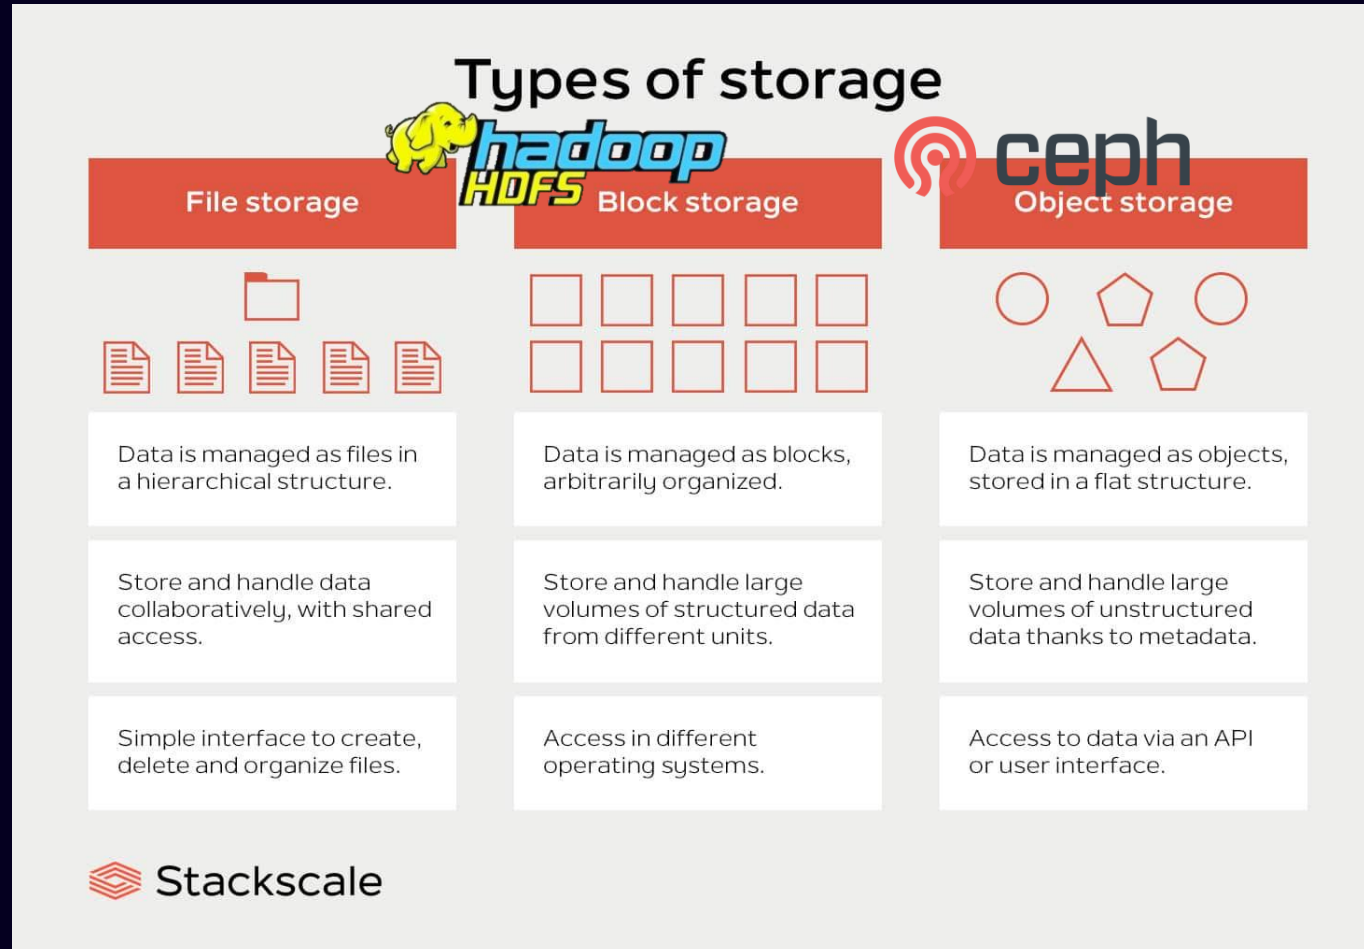 Types of storage
hadoop
HDFS
ceph
File storage
Block storage
Object storage
Data is managed as files in
a hierarchical structure.
Data is managed as blocks,
arbitrarily organized.
Data is managed as objects,
stored in a flat structure.
Store and handle data
collaboratively, with shared
access.
Store and handle large
volumes of structured data
from different units.
Store and handle large
volumes of unstructured
data thanks to metadata.
Simple interface to create,
delete and organize files.
Access in different
operating systems.
Access to data via an API
or user interface.
Stackscale